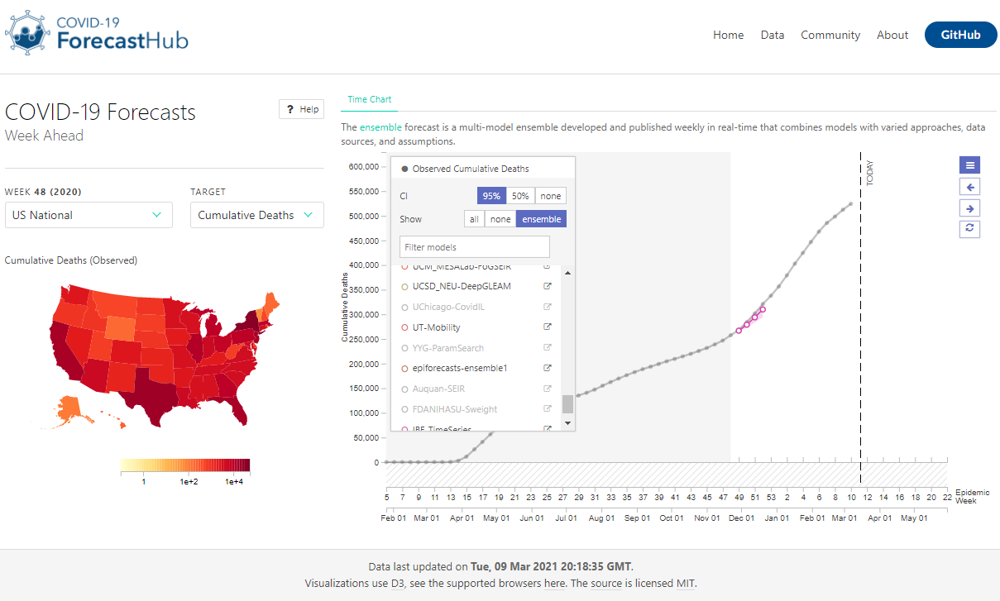 COVID-19
ForecastHub
Home Data Community About GitHub
COVID-19 Forecasts
? Help
Week Ahead
WEEK 48 (2020) TARGET
US National Cumulative Deaths
Cumulative Deaths (Observed)
1 1e+2 1e+4
Time Chart
The ensemble forecast is a multi-model ensemble developed and published weekly in real-time that combines models with varied approaches, data
sources, and assumptions.
600,000
550,000
500,000
450,000
400,000
350,000
300,000
250,000
200,000
150,000
100,000
50,000
0
Cumulative Deaths
Observed Cumulative Deaths
CI 95% 50% none
Show all none ensemble
Filter models
UCM_MESALab-FoGSEIR
UCSD_NEU-DeepGLEAM
UChicago-CovidIL
UT-Mobility
YYG-ParamSearch
epiforecasts-ensemble1
Auquan-SEIR
FDANIHASU-Sweight
JBF TimeSeries
TODAY
5 7 9 11 13 15 17 19 21 23 25 27 29 31 33 35 37 39 41 43 45 47 49 51 53 2 4 6 8 10 12 14 16 18 20 22
Epidemic
Week
Feb 01 Mar 01 Apr 01 May 01 Jun 01 Jul 01 Aug 01 Sep 01 Oct 01 Nov 01 Dec 01 Jan 01 Feb 01 Mar 01 Apr 01 May 01
Data last updated on Tue, 09 Mar 2021 20:18:35 GMT.
Visualizations use D3, see the supported browsers here. The source is licensed MIT.